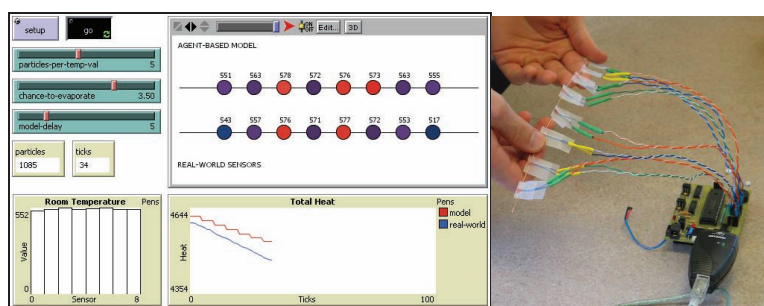 setup
go
particles-per-temp-val 5
chance-to-evaporate 3.50
model-delay 5
particles
1085
ticks
34
ON
OFF
Edit...
3D
AGENT-BASED MODEL
551 563 578 572 576 573 563 555
543 557 576 571 577 572 553 517
REAL-WORLD SENSORS
Room Temperature
Pens
552
Value
0
0 Sensor 8
Total Heat
Pens
model
real-world
4644
Heat
4354
0 Ticks 100